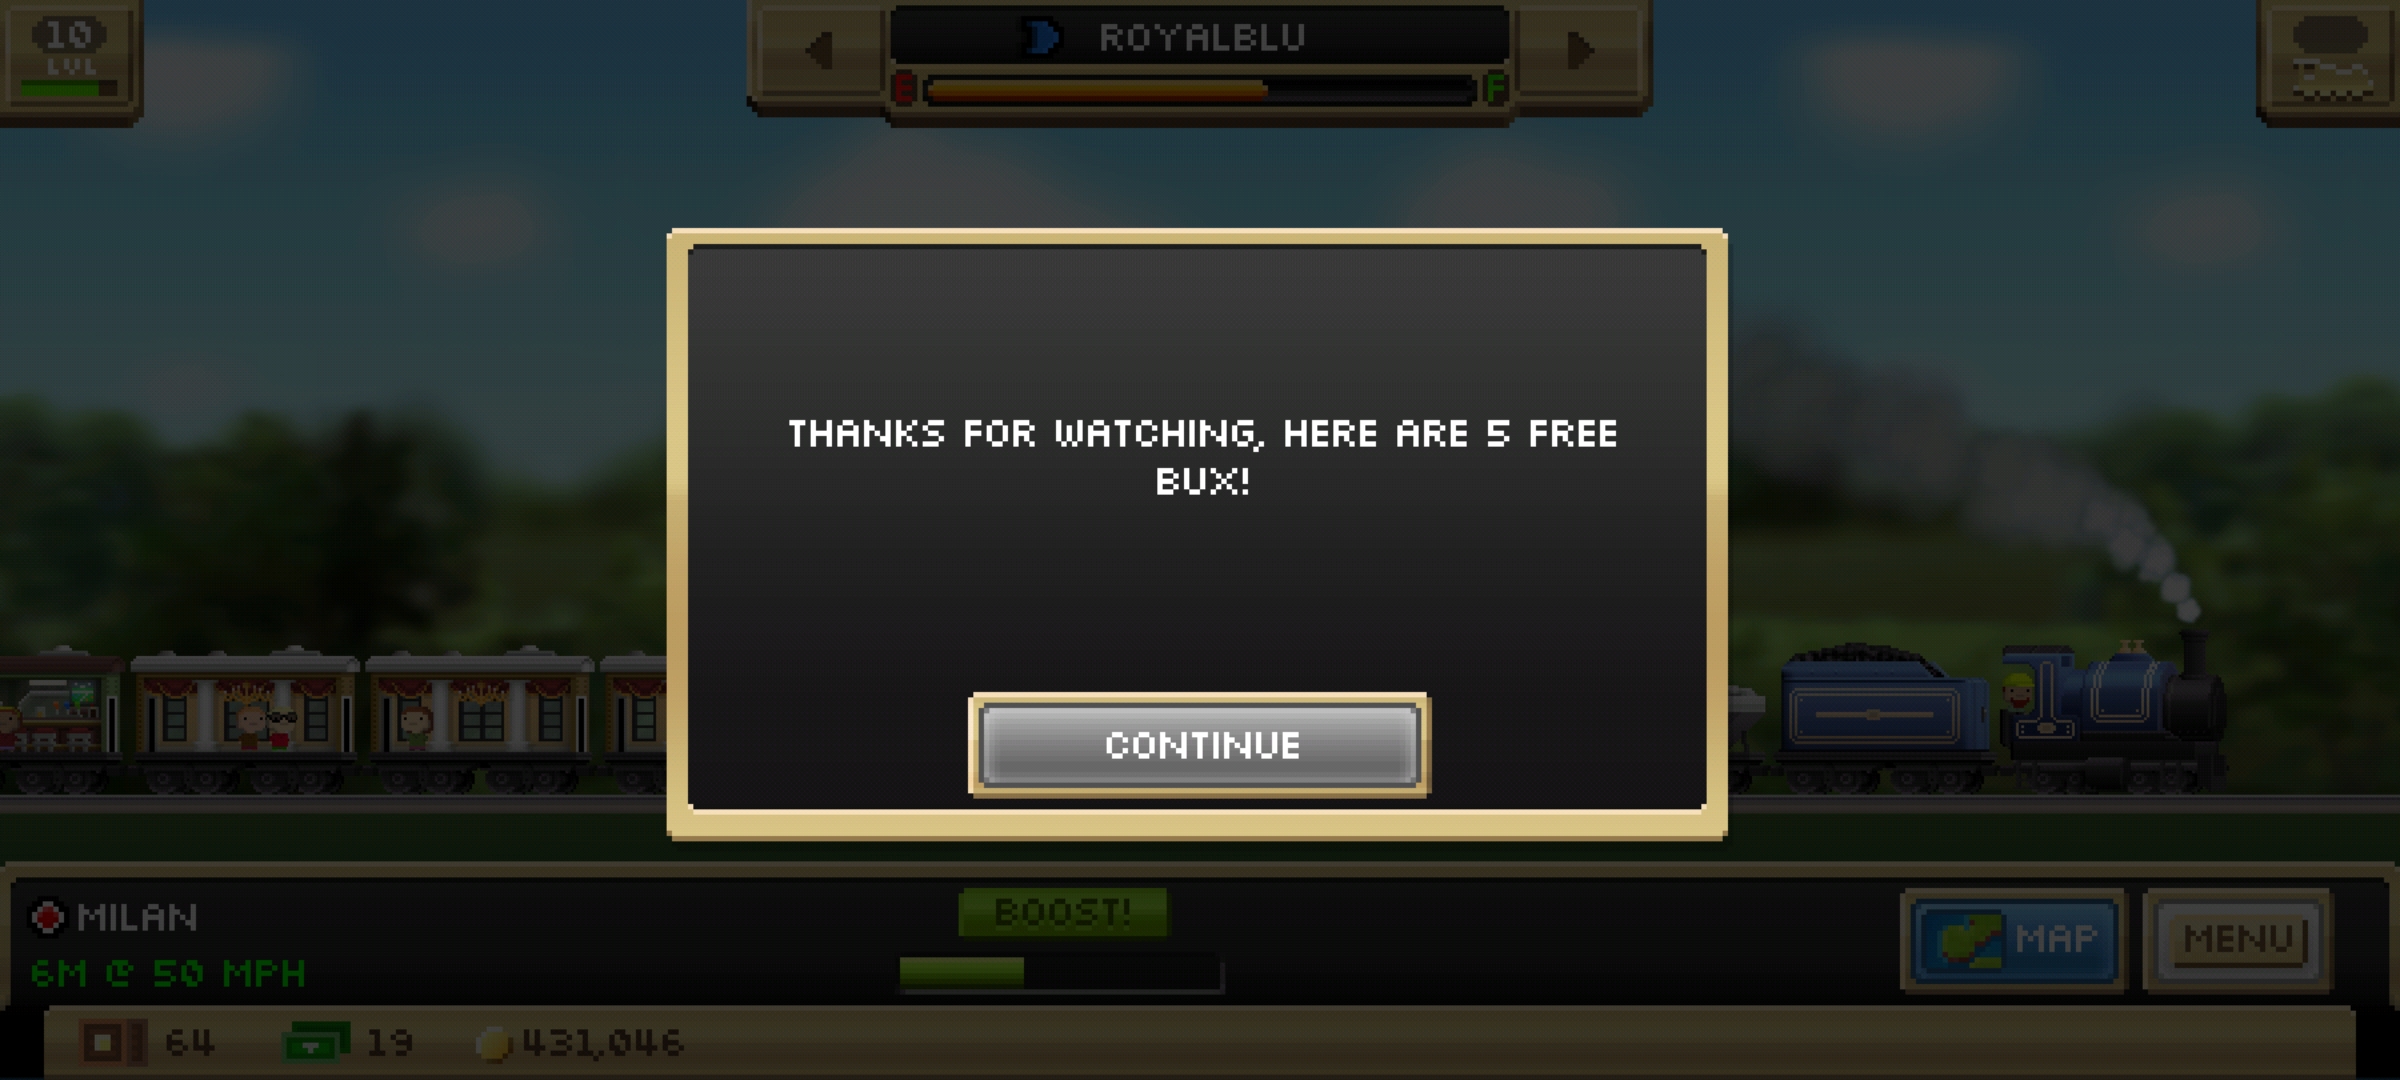 10
LVL
ROYALBLU
E
F
THANKS FOR WATCHING, HERE ARE 5 FREE
BUX!
CONTINUE
MILAN
BOOST!
MAP
MENU
6M @ 50 MPH
64
19
431,046